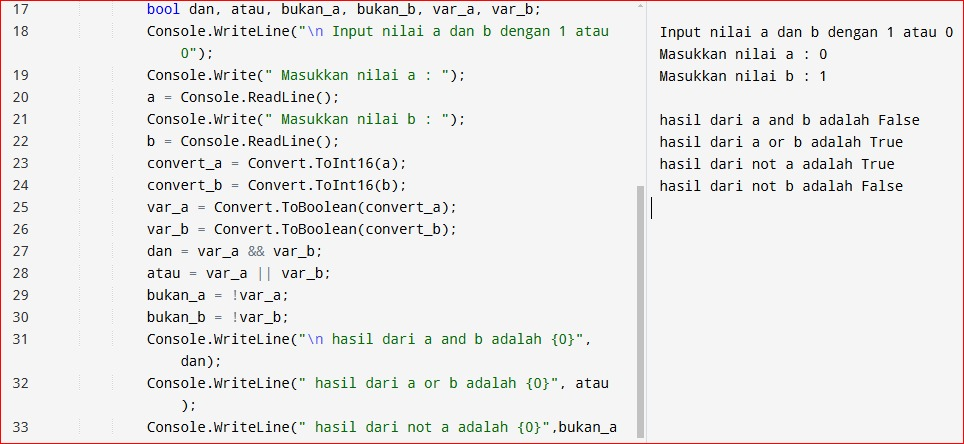 17 bool dan, atau, bukan_a, bukan_b, var_a, var_b;
18 Console.WriteLine("\n Input nilai a dan b dengan 1 atau
0");
19 Console.Write(" Masukkan nilai a : ");
20 a = Console.ReadLine();
21 Console.Write(" Masukkan nilai b : ");
22 b = Console.ReadLine();
23 convert_a = Convert.ToInt16(a);
24 convert_b = Convert.ToInt16(b);
25 var_a = Convert.ToBoolean(convert_a);
26 var_b = Convert.ToBoolean(convert_b);
27 dan = var_a && var_b;
28 atau = var_a || var_b;
29 bukan_a = !var_a;
30 bukan_b = !var_b;
31 Console.WriteLine("\n hasil dari a and b adalah {0}",
dan);
32 Console.WriteLine(" hasil dari a or b adalah {0}", atau
);
33 Console.WriteLine(" hasil dari not a adalah {0}",bukan_a
Input nilai a dan b dengan 1 atau 0
Masukkan nilai a : 0
Masukkan nilai b : 1
hasil dari a and b adalah False
hasil dari a or b adalah True
hasil dari not a adalah True
hasil dari not b adalah False